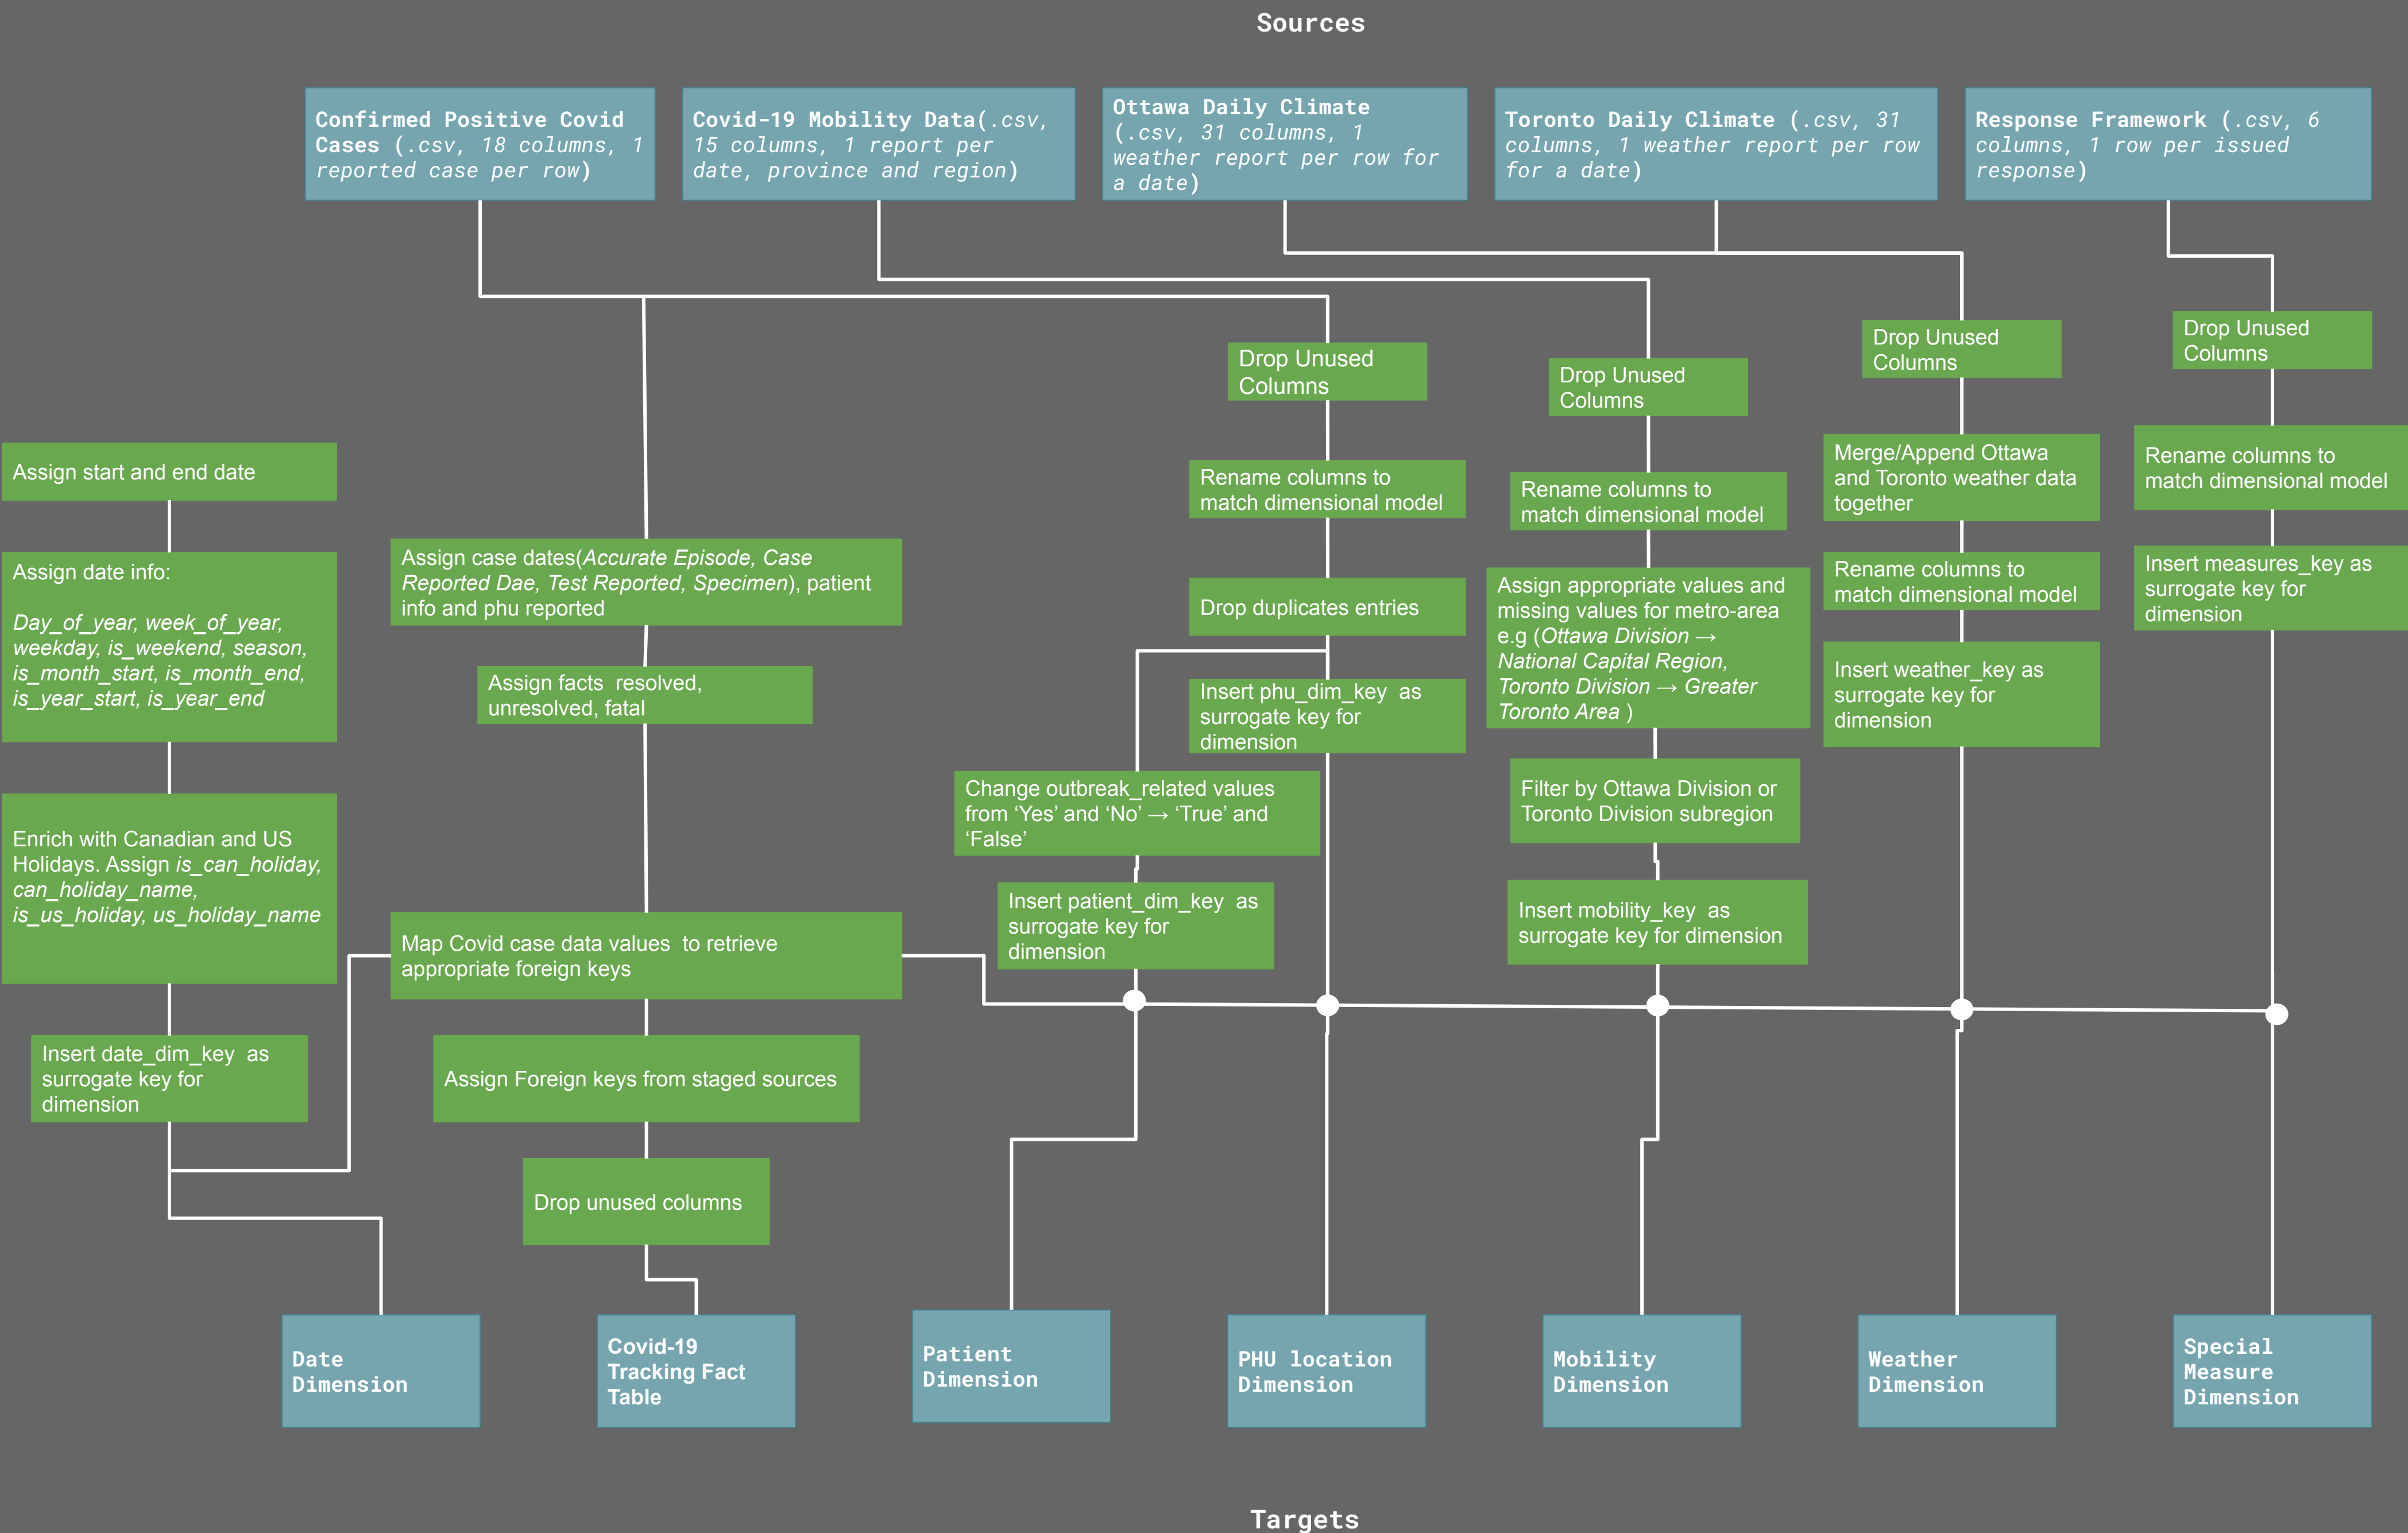 Sources
Confirmed Positive Covid
Cases (.csv, 18 columns, 1
reported case per row)
Covid-19 Mobility Data(.csv,
15 columns, 1 report per
date, province and region)
Ottawa Daily Climate
(.csv, 31 columns, 1
weather report per row for
a date)
Toronto Daily Climate (.csv, 31
columns, 1 weather report per row
for a date)
Response Framework (.csv, 6
columns, 1 row per issued
response)
Assign start and end date
Assign date info:
Day_of_year, week_of_year,
weekday, is_weekend, season,
is_month_start, is_month_end,
is_year_start, is_year_end
Enrich with Canadian and US
Holidays. Assign is_can_holiday,
can_holiday_name,
is_us_holiday, us_holiday_name
Insert date_dim_key as
surrogate key for
dimension
Assign case dates(Accurate Episode, Case
Reported Dae, Test Reported, Specimen), patient
info and phu reported
Assign facts resolved,
unresolved, fatal
Map Covid case data values to retrieve
appropriate foreign keys
Assign Foreign keys from staged sources
Drop unused columns
Drop Unused
Columns
Rename columns to
match dimensional model
Drop duplicates entries
Insert phu_dim_key as
surrogate key for
dimension
Change outbreak_related values
from ‘Yes’ and ‘No’ → ‘True’ and
‘False’
Insert patient_dim_key as
surrogate key for
dimension
Drop Unused
Columns
Rename columns to
match dimensional model
Assign appropriate values and
missing values for metro-area
e.g (Ottawa Division →
National Capital Region,
Toronto Division → Greater
Toronto Area )
Filter by Ottawa Division or
Toronto Division subregion
Insert mobility_key as
surrogate key for dimension
Drop Unused
Columns
Merge/Append Ottawa
and Toronto weather data
together
Rename columns to
match dimensional model
Insert weather_key as
surrogate key for
dimension
Drop Unused
Columns
Rename columns to
match dimensional model
Insert measures_key as
surrogate key for
dimension
Date
Dimension
Covid-19
Tracking Fact
Table
Patient
Dimension
PHU location
Dimension
Mobility
Dimension
Weather
Dimension
Special
Measure
Dimension
Targets